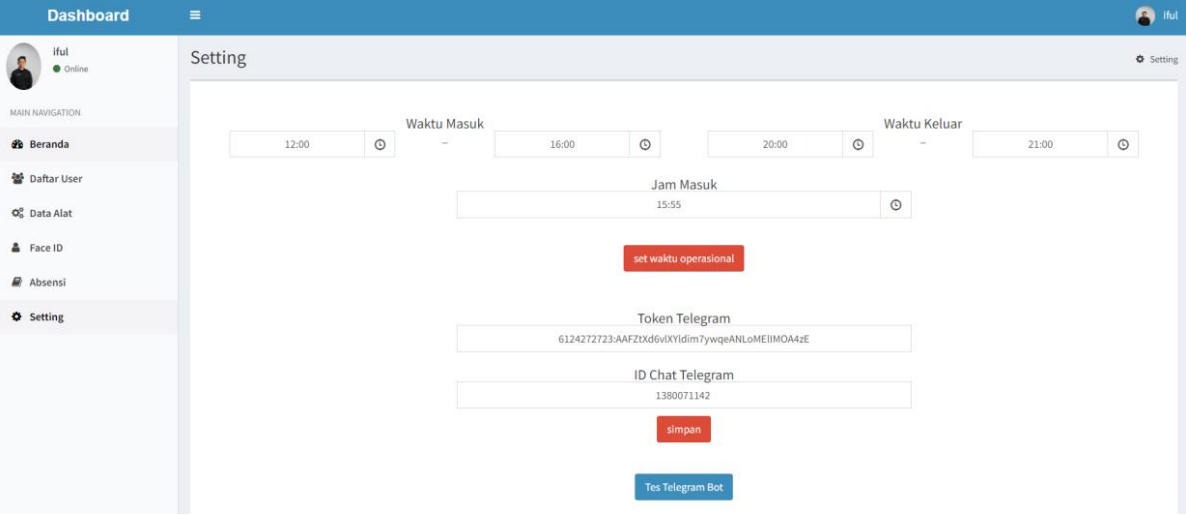 Dashboard
iful
iful
Online
Setting
Setting
MAIN NAVIGATION
Beranda
Daftar User
Data Alat
Face ID
Absensi
Setting
Waktu Masuk
12:00 – 16:00
Waktu Keluar
20:00 – 21:00
Jam Masuk
15:55
set waktu operasional
Token Telegram
6124272723:AAFZtXd6vlXYldim7ywqeANLoMElIMOA4zE
ID Chat Telegram
1380071142
simpan
Tes Telegram Bot